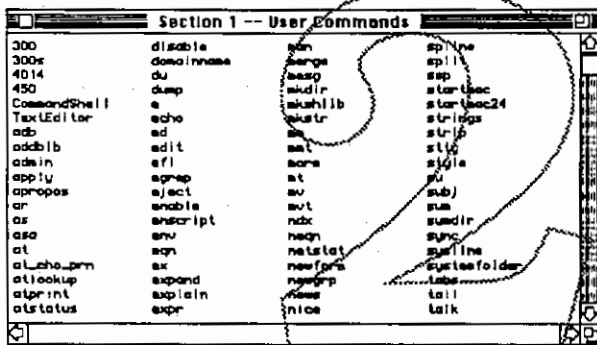 Section 1 -- User Commands
300 disable man spline
300s domainname merge split
4014 du mesg ssp
450 dump mkdir startmac
CommandShell e mkshlib startmac24
TextEditor echo mkstr strings
adb ed mm strip
addbib edit mmt stty
admin efl more style
apply egrep mt su
apropos eject mv subj
ar enable mvt sum
as enscript ndx sumdir
asa env neqn sync
at eqn netstat sysline
at_cho_prn ex newform systemfolder
atlookup expand newgrp tabs
atprint explain news tail
atstatus expr nice talk
2